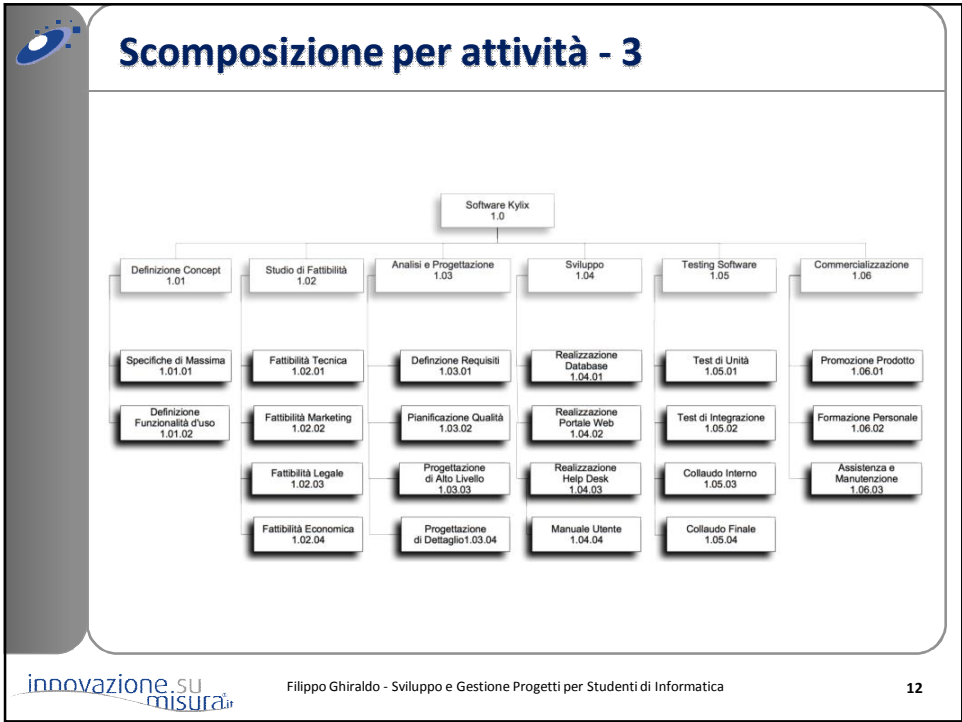 Scomposizione per attività - 3
Software Kylix
1.0
Definizione Concept
1.01
Studio di Fattibilità
1.02
Analisi e Progettazione
1.03
Sviluppo
1.04
Testing Software
1.05
Commercializzazione
1.06
Specifiche di Massima
1.01.01
Definizione
Funzionalità d'uso
1.01.02
Fattibilità Tecnica
1.02.01
Fattibilità Marketing
1.02.02
Fattibilità Legale
1.02.03
Fattibilità Economica
1.02.04
Definzione Requisiti
1.03.01
Pianificazione Qualità
1.03.02
Progettazione
di Alto Livello
1.03.03
Progettazione
di Dettaglio1.03.04
Realizzazione
Database
1.04.01
Realizzazione
Portale Web
1.04.02
Realizzazione
Help Desk
1.04.03
Manuale Utente
1.04.04
Test di Unità
1.05.01
Test di Integrazione
1.05.02
Collaudo Interno
1.05.03
Collaudo Finale
1.05.04
Promozione Prodotto
1.06.01
Formazione Personale
1.06.02
Assistenza e
Manutenzione
1.06.03
innovazione.su
misura.it
Filippo Ghiraldo - Sviluppo e Gestione Progetti per Studenti di Informatica
12